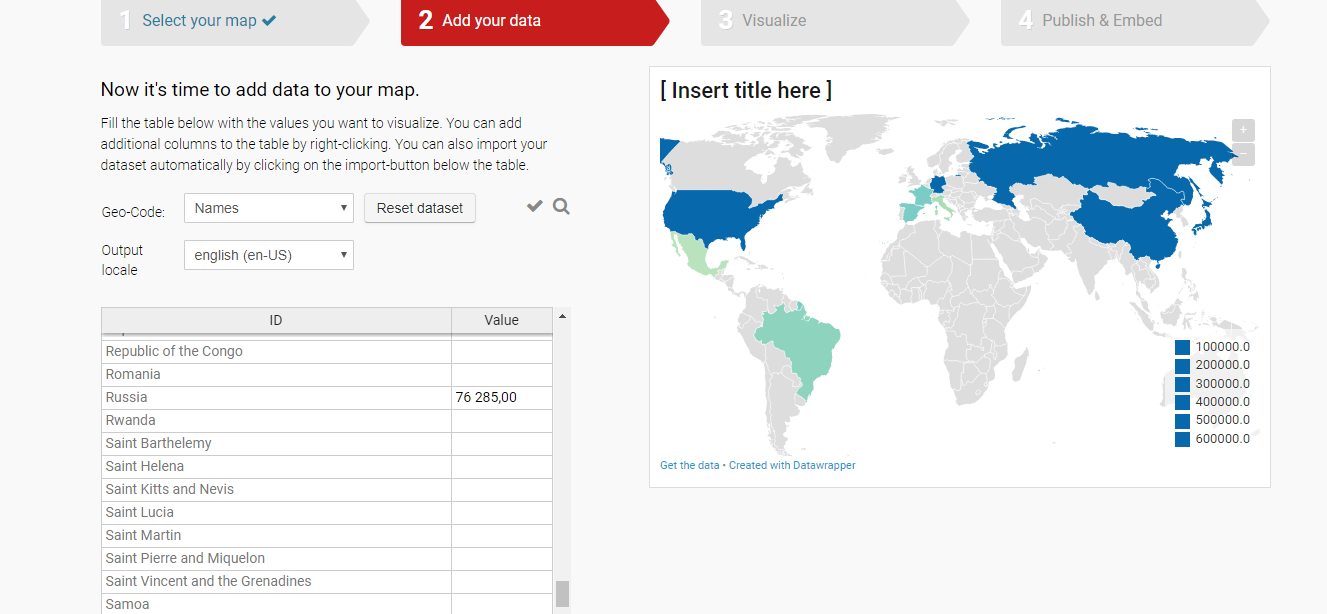 1 Select your map
2 Add your data
3 Visualize
4 Publish & Embed
Now it's time to add data to your map.
Fill the table below with the values you want to visualize. You can add
additional columns to the table by right-clicking. You can also import your
dataset automatically by clicking on the import-button below the table.
Geo-Code:
Names
Reset dataset
Output
locale
english (en-US)
ID
Value
Republic of the Congo
Romania
Russia
76 285,00
Rwanda
Saint Barthelemy
Saint Helena
Saint Kitts and Nevis
Saint Lucia
Saint Martin
Saint Pierre and Miquelon
Saint Vincent and the Grenadines
Samoa
[ Insert title here ]
+
−
100000.0
200000.0
300000.0
400000.0
500000.0
600000.0
Get the data • Created with Datawrapper